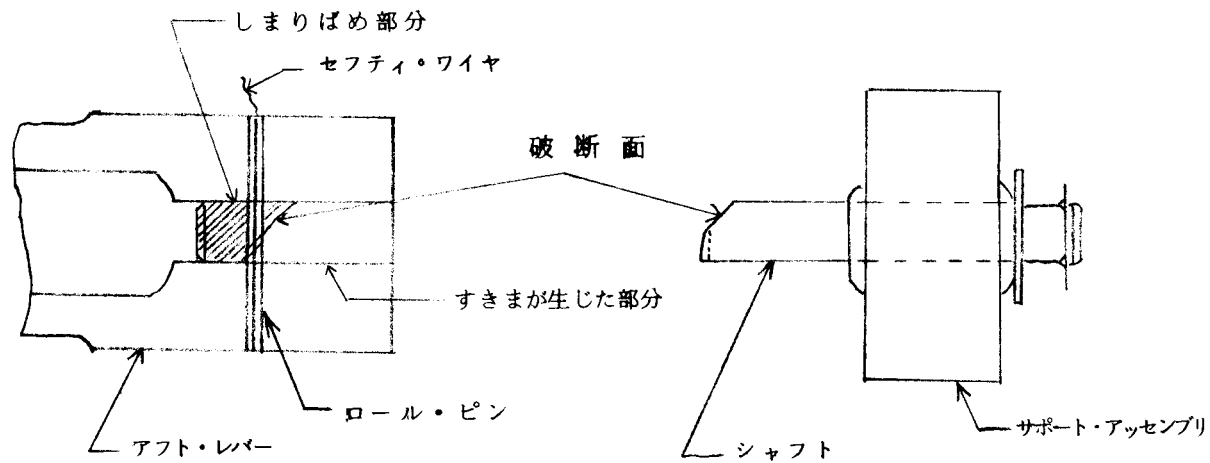 しまりばめ部分
セフティ・ワイヤ
破断面
すきまが生じた部分
ロール・ピン
アフト・レバー
シャフト
サポート・アッセンブリ